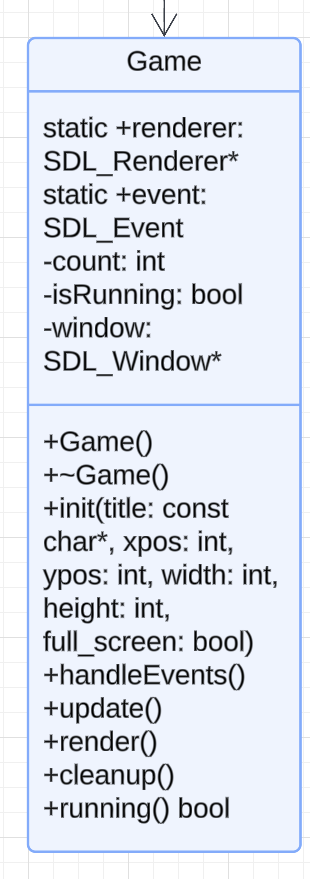 Game
static +renderer:
SDL_Renderer*
static +event:
SDL_Event
-count: int
-isRunning: bool
-window:
SDL_Window*
+Game()
+~Game()
+init(title: const
char*, xpos: int,
ypos: int, width: int,
height: int,
full_screen: bool)
+handleEvents()
+update()
+render()
+cleanup()
+running() bool